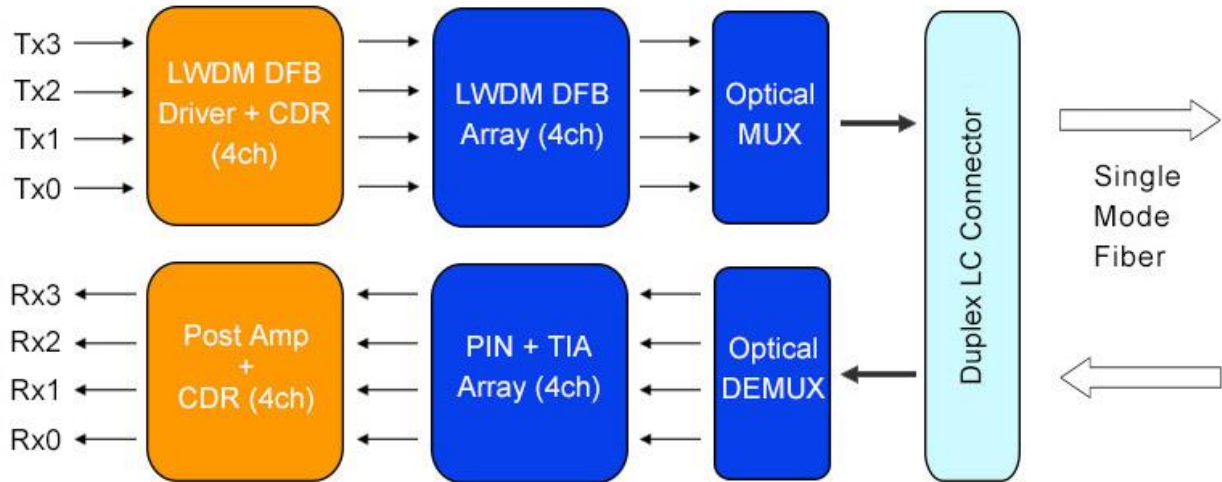 Tx3
Tx2
Tx1
Tx0
LWDM DFB
Driver + CDR
(4ch)
LWDM DFB
Array (4ch)
Optical
MUX
Duplex LC Connector
Single
Mode
Fiber
Rx3
Rx2
Rx1
Rx0
Post Amp
+
CDR (4ch)
PIN + TIA
Array (4ch)
Optical
DEMUX